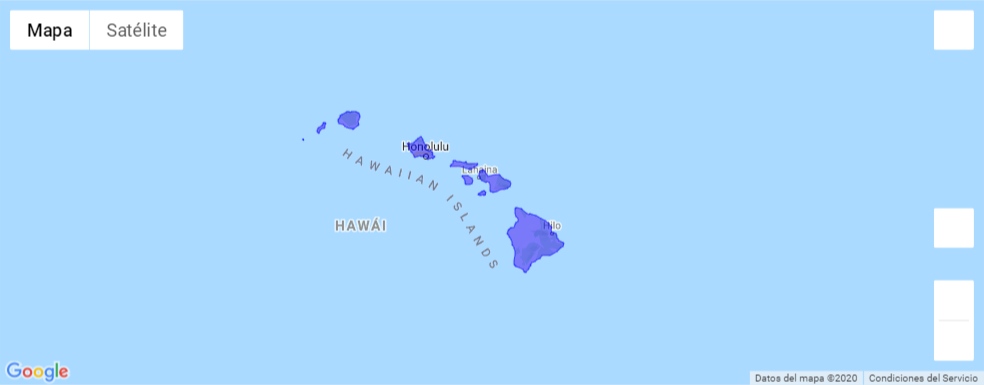 Mapa
Satélite
Honolulu
Lahaina
HAWAIIAN ISLANDS
HAWÁI
Hilo
Google
Datos del mapa ©2020
Condiciones del Servicio